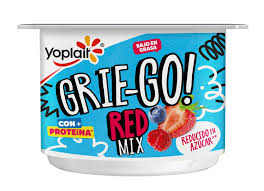 Yoplait
BAJO EN
GRASA
GRIE-GO!
CON+
PROTEÍNA*
RED
MIX
REDUCIDO EN
AZÚCAR**